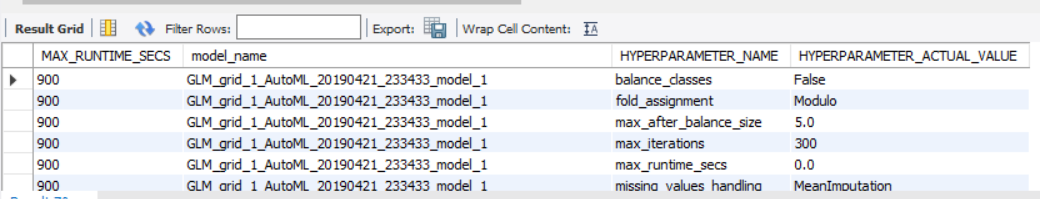 Result Grid Filter Rows: Export: Wrap Cell Content: IA
MAX_RUNTIME_SECS model_name HYPERPARAMETER_NAME HYPERPARAMETER_ACTUAL_VALUE
900 GLM_grid_1_AutoML_20190421_233433_model_1 balance_classes False
900 GLM_grid_1_AutoML_20190421_233433_model_1 fold_assignment Modulo
900 GLM_grid_1_AutoML_20190421_233433_model_1 max_after_balance_size 5.0
900 GLM_grid_1_AutoML_20190421_233433_model_1 max_iterations 300
900 GLM_grid_1_AutoML_20190421_233433_model_1 max_runtime_secs 0.0
900 GLM_grid_1_AutoML_20190421_233433_model_1 missing_values_handling MeanImputation